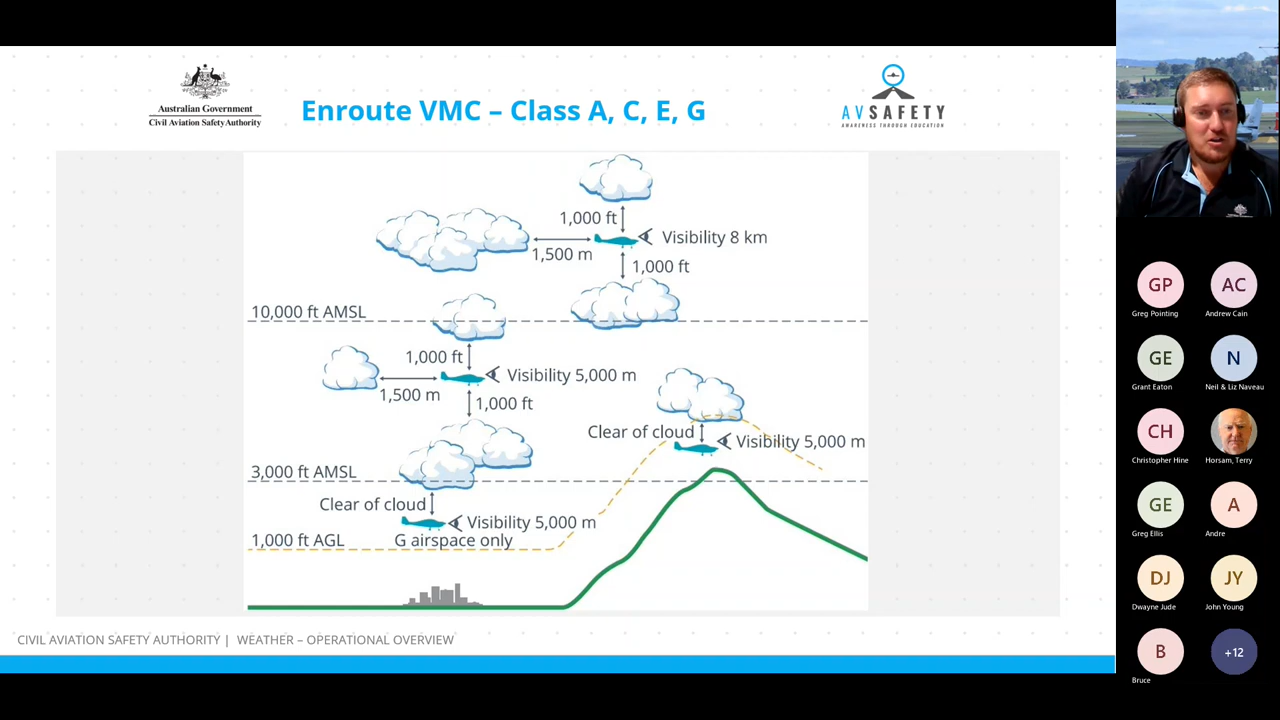 Australian Government
Civil Aviation Safety Authority
Enroute VMC – Class A, C, E, G
AVSAFETY
AWARENESS THROUGH EDUCATION
1,000 ft
Visibility 8 km
1,500 m
1,000 ft
10,000 ft AMSL
1,000 ft
Visibility 5,000 m
1,500 m
1,000 ft
Clear of cloud
Visibility 5,000 m
3,000 ft AMSL
Clear of cloud
Visibility 5,000 m
1,000 ft AGL
G airspace only
CIVIL AVIATION SAFETY AUTHORITY | WEATHER – OPERATIONAL OVERVIEW
GP
AC
Greg Pointing
Andrew Cain
GE
N
Grant Eaton
Neil & Liz Naveau
CH
Christopher Hine
Horsam, Terry
GE
A
Greg Ellis
Andre
DJ
JY
Dwayne Jude
John Young
B
+12
Bruce